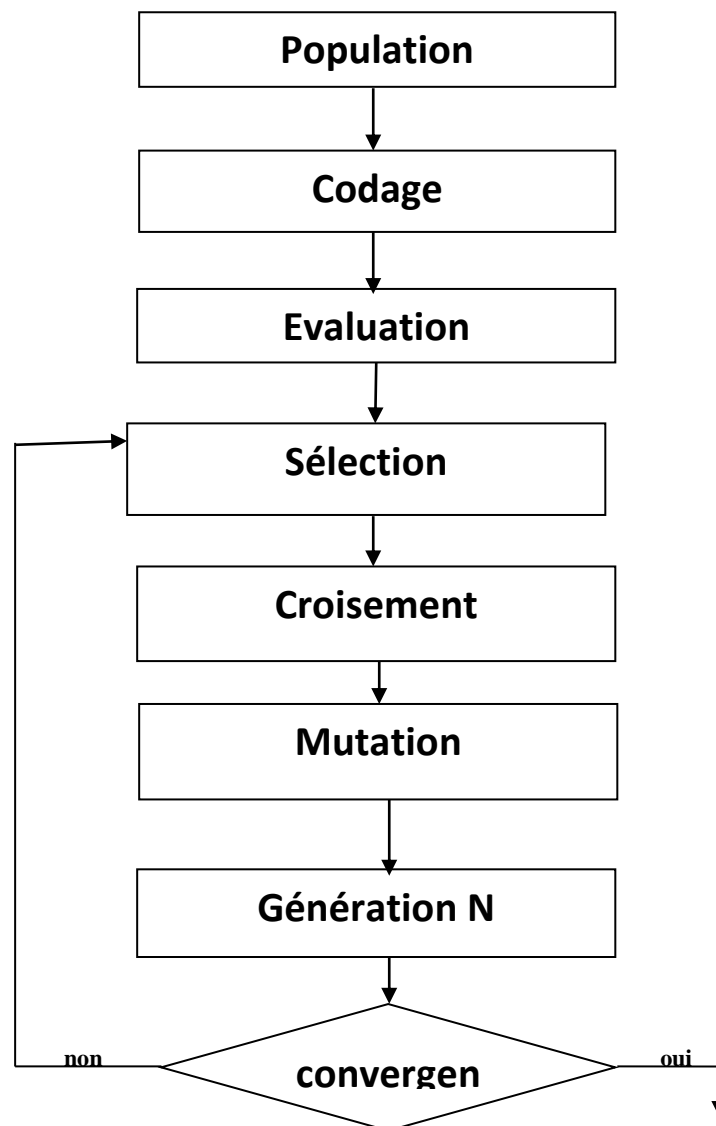 Population
Codage
Evaluation
Sélection
Croisement
Mutation
Génération N
non
convergen
oui